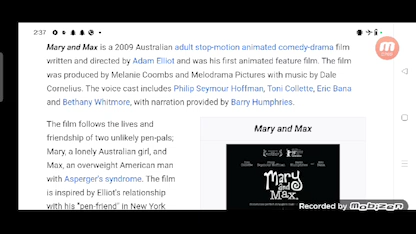 2:37
Mary and Max is a 2009 Australian adult stop-motion animated comedy-drama film
written and directed by Adam Elliot and was his first animated feature film. The film
was produced by Melanie Coombs and Melodrama Pictures with music by Dale
Cornelius. The voice cast includes Philip Seymour Hoffman, Toni Collette, Eric Bana
and Bethany Whitmore, with narration provided by Barry Humphries.
The film follows the lives and
friendship of two unlikely pen-pals;
Mary, a lonely Australian girl, and
Max, an overweight American man
with Asperger's syndrome. The film
is inspired by Elliot's relationship
with his "pen-friend" in New York
Mary and Max
Mary
and
Max.
Recorded by Mobizen